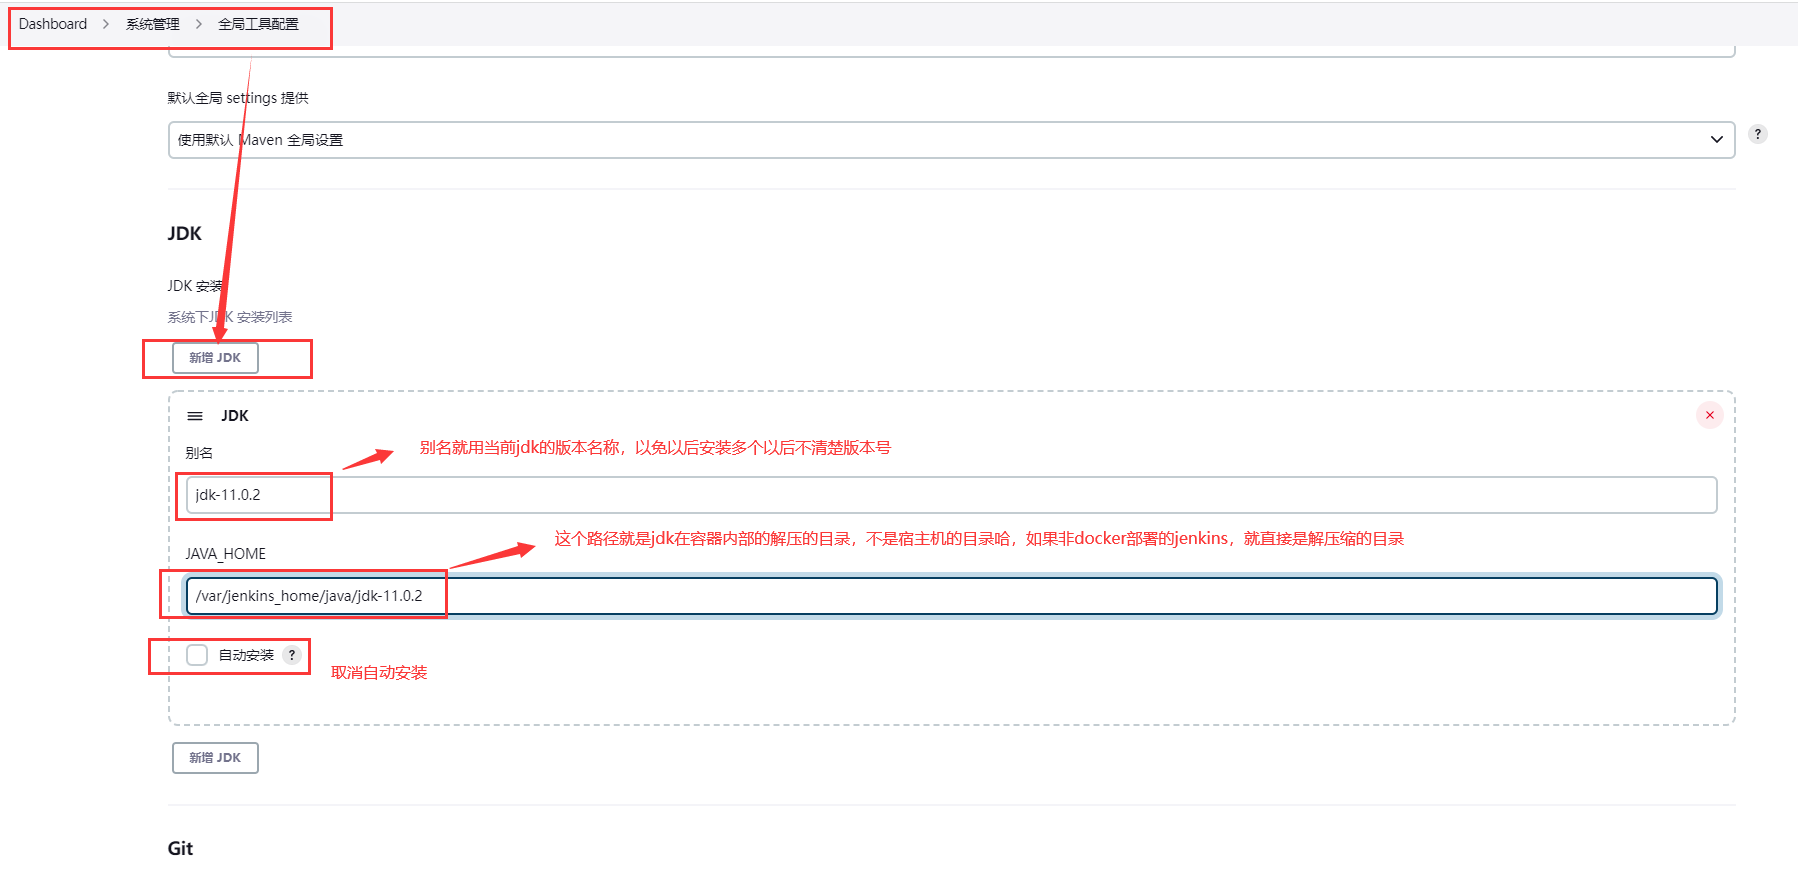 Dashboard > 系统管理 > 全局工具配置
默认全局 settings 提供
使用默认 Maven 全局设置
?
JDK
JDK 安装
系统下JDK 安装列表
新增 JDK
JDK
别名就用当前jdk的版本名称，以免以后安装多个以后不清楚版本号
别名
jdk-11.0.2
这个路径就是jdk在容器内部的解压的目录，不是宿主机的目录哈，如果非docker部署的jenkins，就直接是解压缩的目录
JAVA_HOME
/var/jenkins_home/java/jdk-11.0.2
自动安装 ?
取消自动安装
新增 JDK
Git